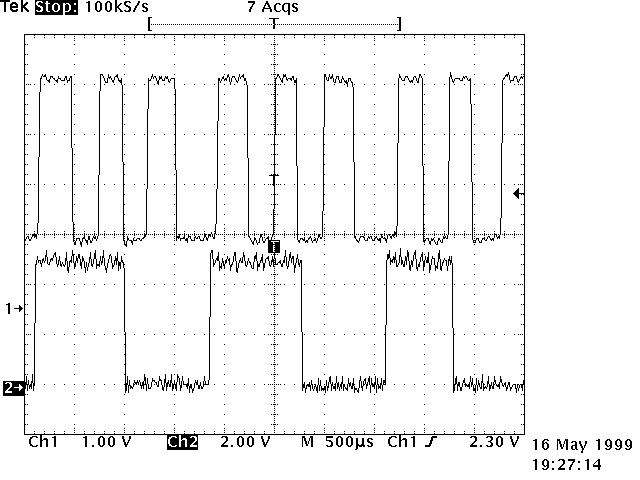 Tek Stop: 100kS/s 7 Acqs
T
T
T
1
2
Ch1 1.00 V Ch2 2.00 V M 500µs Ch1 2.30 V
16 May 1999
19:27:14